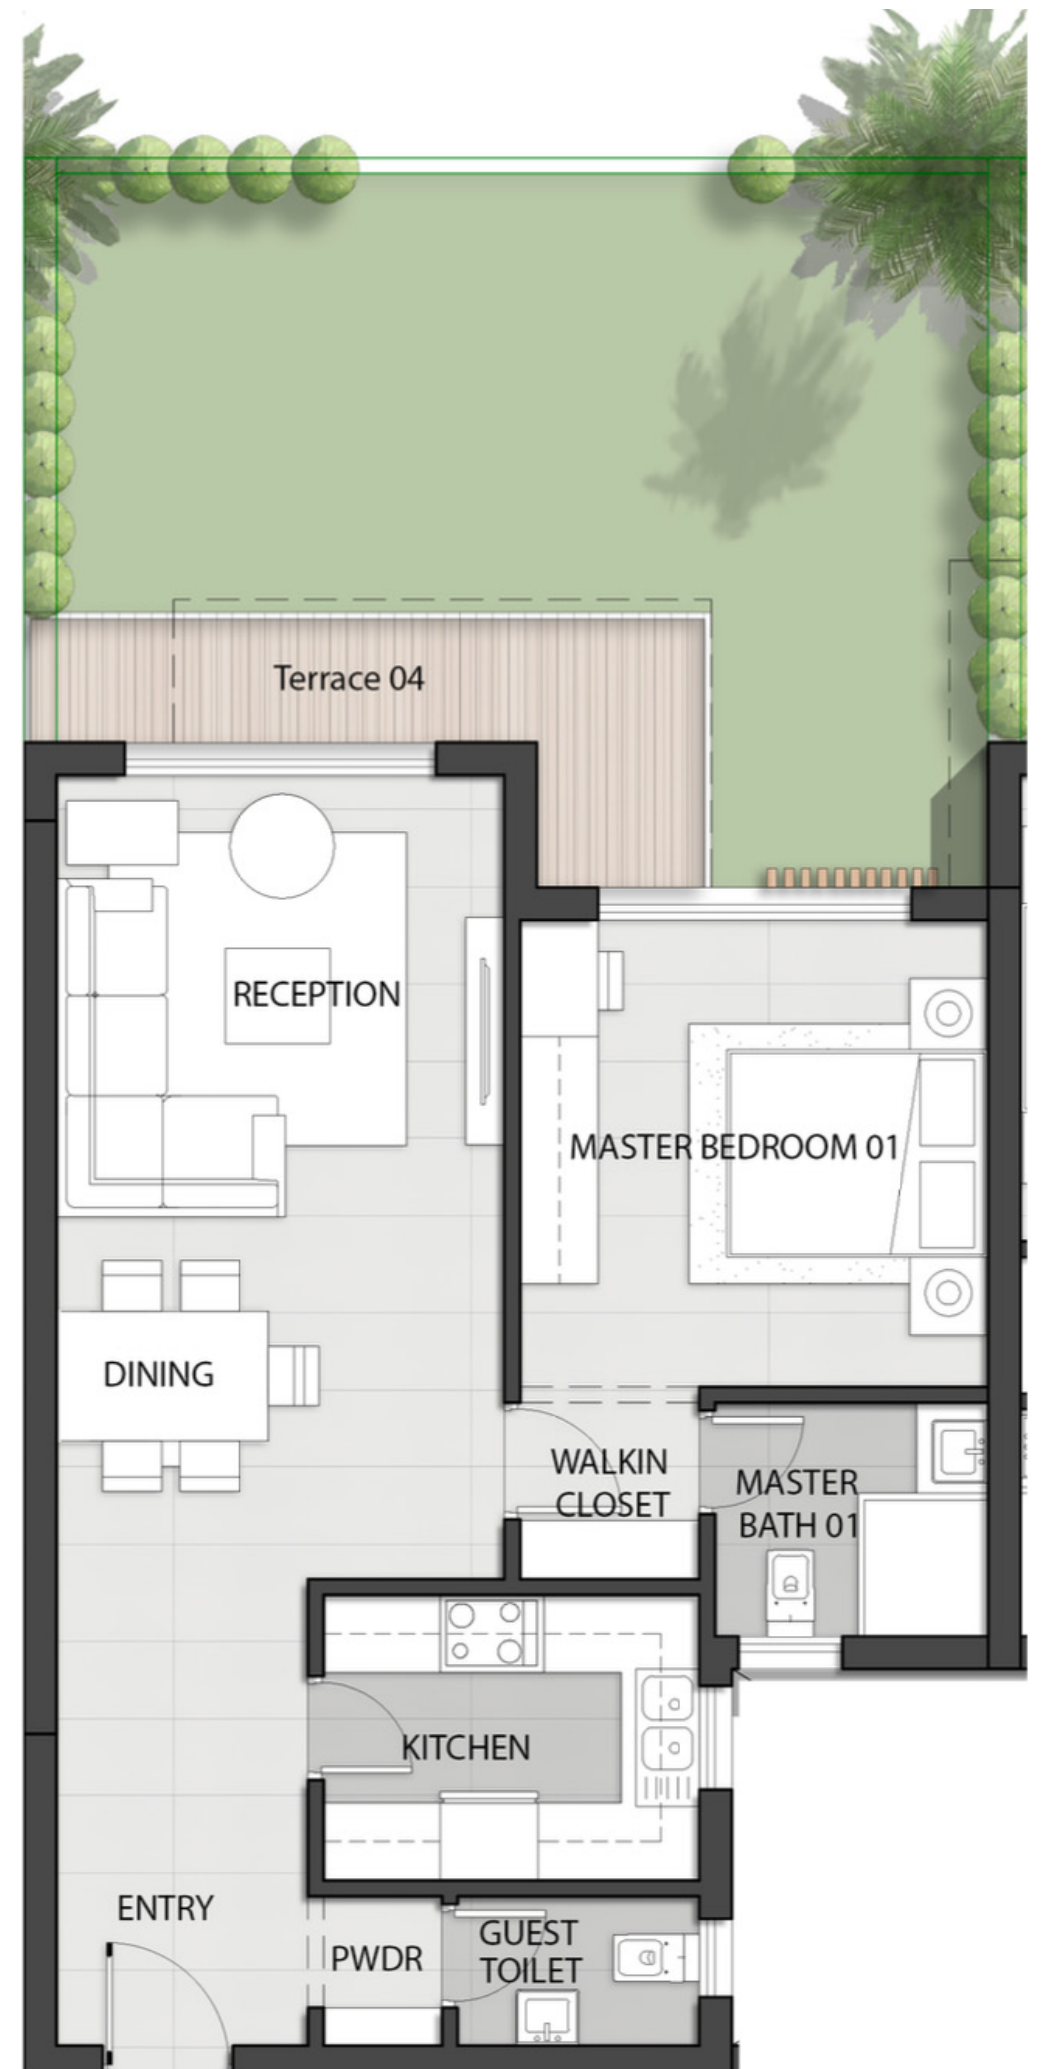 Terrace 04
RECEPTION
MASTER BEDROOM 01
DINING
WALKIN
CLOSET
MASTER
BATH 01
KITCHEN
ENTRY
PWDR
GUEST
TOILET